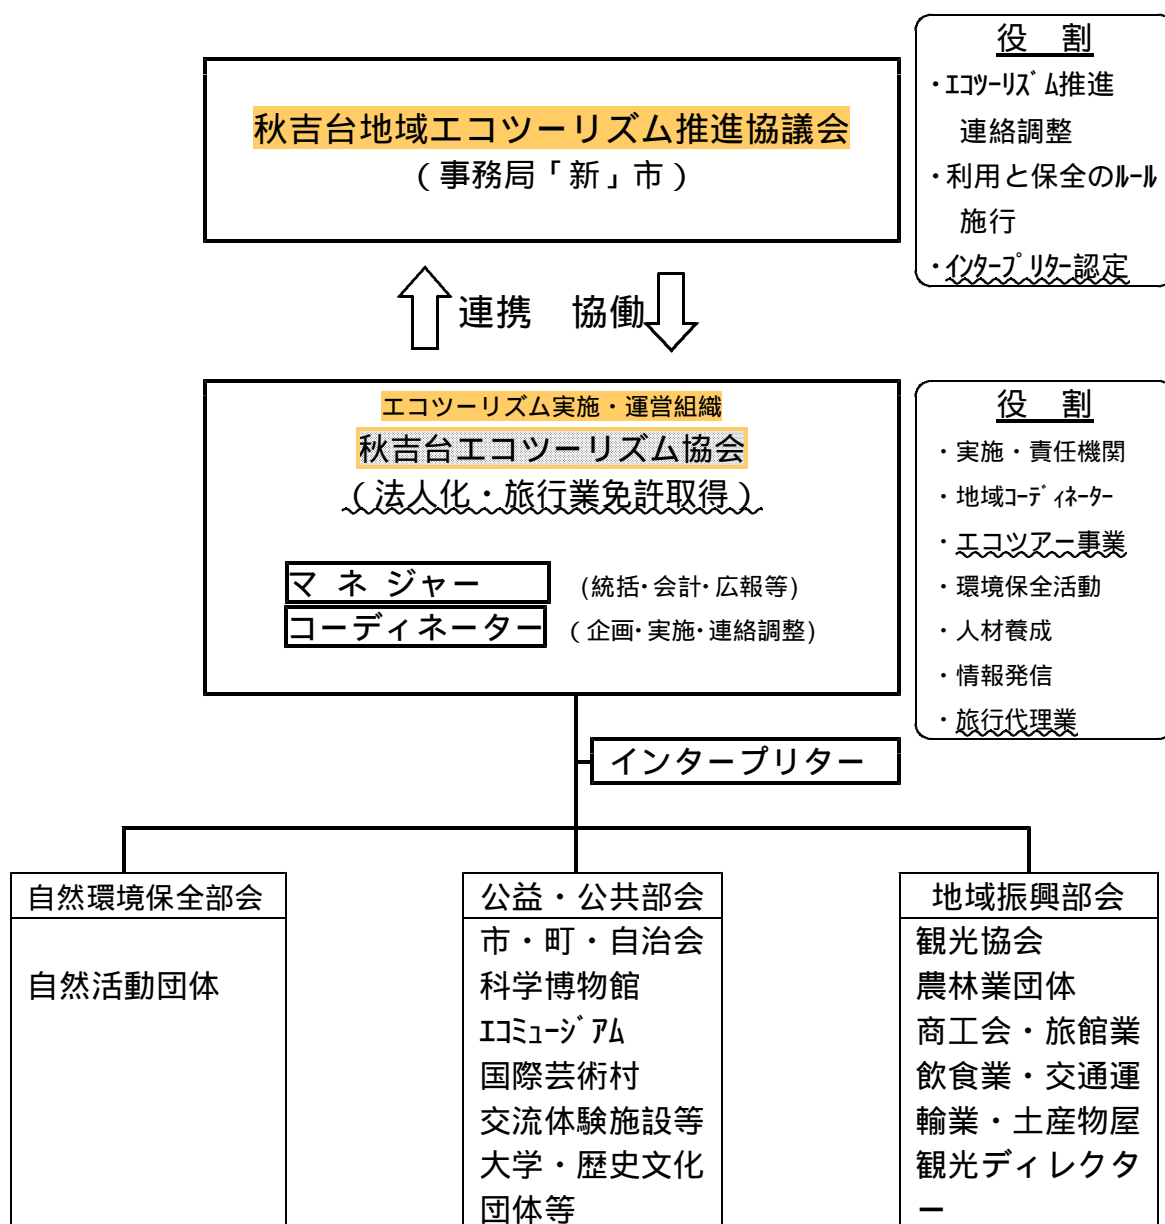 秋吉台地域エコツーリズム推進協議会
(事務局「新」市)
役 割
・ｴｺﾂｰﾘｽﾞﾑ推進
連絡調整
・利用と保全のﾙｰﾙ
施行
・ｲﾝﾀｰﾌﾟﾘﾀｰ認定
連携 協働
エコツーリズム実施・運営組織
秋吉台エコツーリズム協会
(法人化・旅行業免許取得)
マネジャー (統括・会計・広報等)
コーディネーター (企画・実施・連絡調整)
役 割
・実施・責任機関
・地域ｺｰﾃﾞｨﾈｰﾀｰ
・エコツアー事業
・環境保全活動
・人材養成
・情報発信
・旅行代理業
インタープリター
自然環境保全部会
自然活動団体
公益・公共部会
市・町・自治会
科学博物館
ｴｺﾐｭｰｼﾞｱﾑ
国際芸術村
交流体験施設等
大学・歴史文化
団体等
地域振興部会
観光協会
農林業団体
商工会・旅館業
飲食業・交通運
輸業・土産物屋
観光ディレクタ
ー